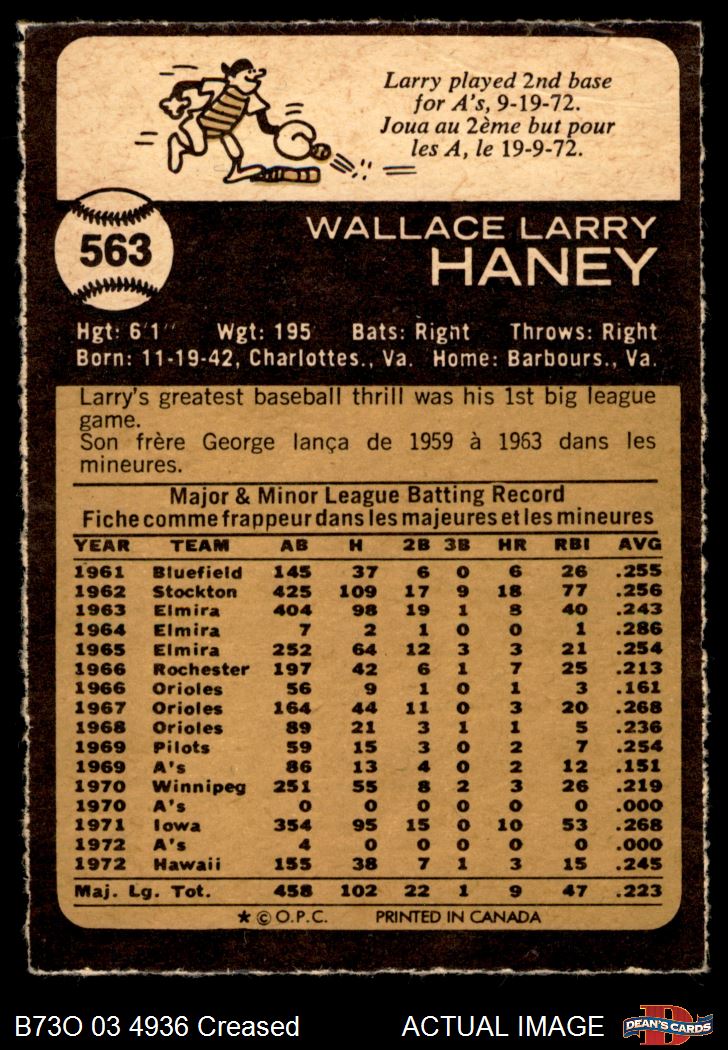 Larry played 2nd base
for A's, 9-19-72.
Joua au 2ème but pour
les A, le 19-9-72.
563
WALLACE LARRY
HANEY
Hgt: 6'1" Wgt: 195 Bats: Right Throws: Right
Born: 11-19-42, Charlottes., Va. Home: Barbours., Va.
Larry's greatest baseball thrill was his 1st big league
game.
Son frère George lança de 1959 à 1963 dans les
mineures.
Major & Minor League Batting Record
Fiche comme frappeur dans les majeures et les mineures
YEAR TEAM AB H 2B 3B HR RBI AVG
1961 Bluefield 145 37 6 0 6 26 .255
1962 Stockton 425 109 17 9 18 77 .256
1963 Elmira 404 98 19 1 8 40 .243
1964 Elmira 7 2 1 0 0 1 .286
1965 Elmira 252 64 12 3 3 21 .254
1966 Rochester 197 42 6 1 7 25 .213
1966 Orioles 56 9 1 0 1 3 .161
1967 Orioles 164 44 11 0 3 20 .268
1968 Orioles 89 21 3 1 1 5 .236
1969 Pilots 59 15 3 0 2 7 .254
1969 A's 86 13 4 0 2 12 .151
1970 Winnipeg 251 55 8 2 3 26 .219
1970 A's 0 0 0 0 0 0 .000
1971 Iowa 354 95 15 0 10 53 .268
1972 A's 4 0 0 0 0 0 .000
1972 Hawaii 155 38 7 1 3 15 .245
Maj. Lg. Tot. 458 102 22 1 9 47 .223
★ © O.P.C. PRINTED IN CANADA
B73O 03 4936 Creased ACTUAL IMAGE
DEAN'S CARDS